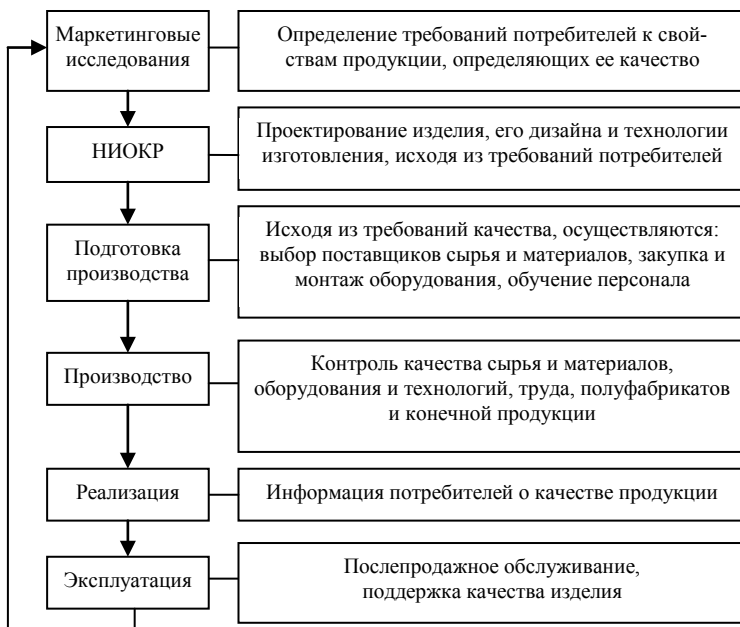 Маркетинговые
исследования
Определение требований потребителей к свой-
ствам продукции, определяющих ее качество
НИОКР
Проектирование изделия, его дизайна и технологии
изготовления, исходя из требований потребителей
Подготовка
производства
Исходя из требований качества, осуществляются:
выбор поставщиков сырья и материалов, закупка и
монтаж оборудования, обучение персонала
Производство
Контроль качества сырья и материалов,
оборудования и технологий, труда, полуфабрикатов
и конечной продукции
Реализация
Информация потребителей о качестве продукции
Эксплуатация
Послепродажное обслуживание,
поддержка качества изделия